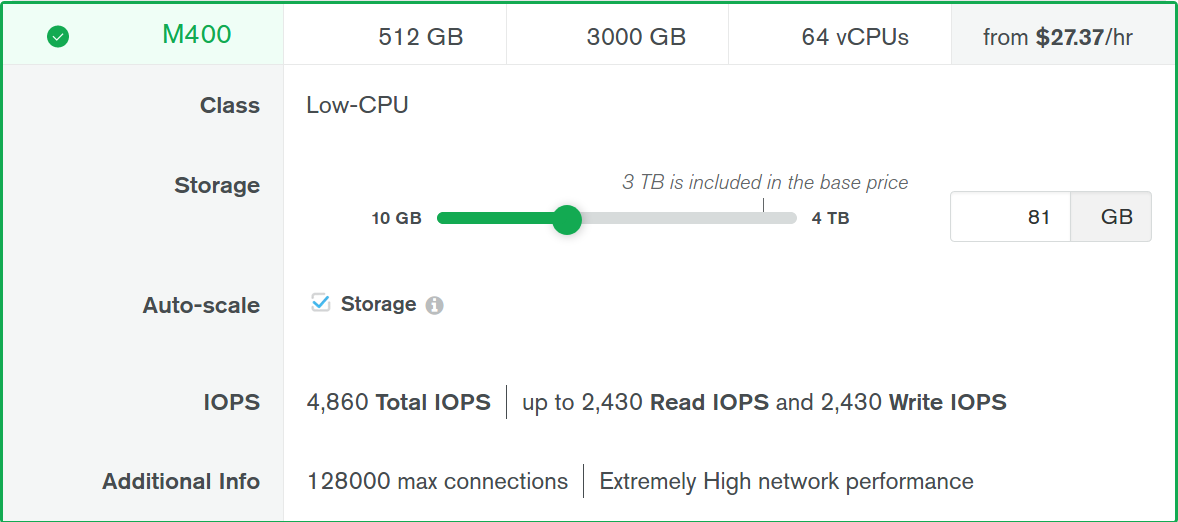 M400 512 GB 3000 GB 64 vCPUs from $27.37/hr
Class Low-CPU
3 TB is included in the base price
Storage 10 GB 4 TB 81 GB
Auto-scale Storage
IOPS 4,860 Total IOPS up to 2,430 Read IOPS and 2,430 Write IOPS
Additional Info 128000 max connections Extremely High network performance